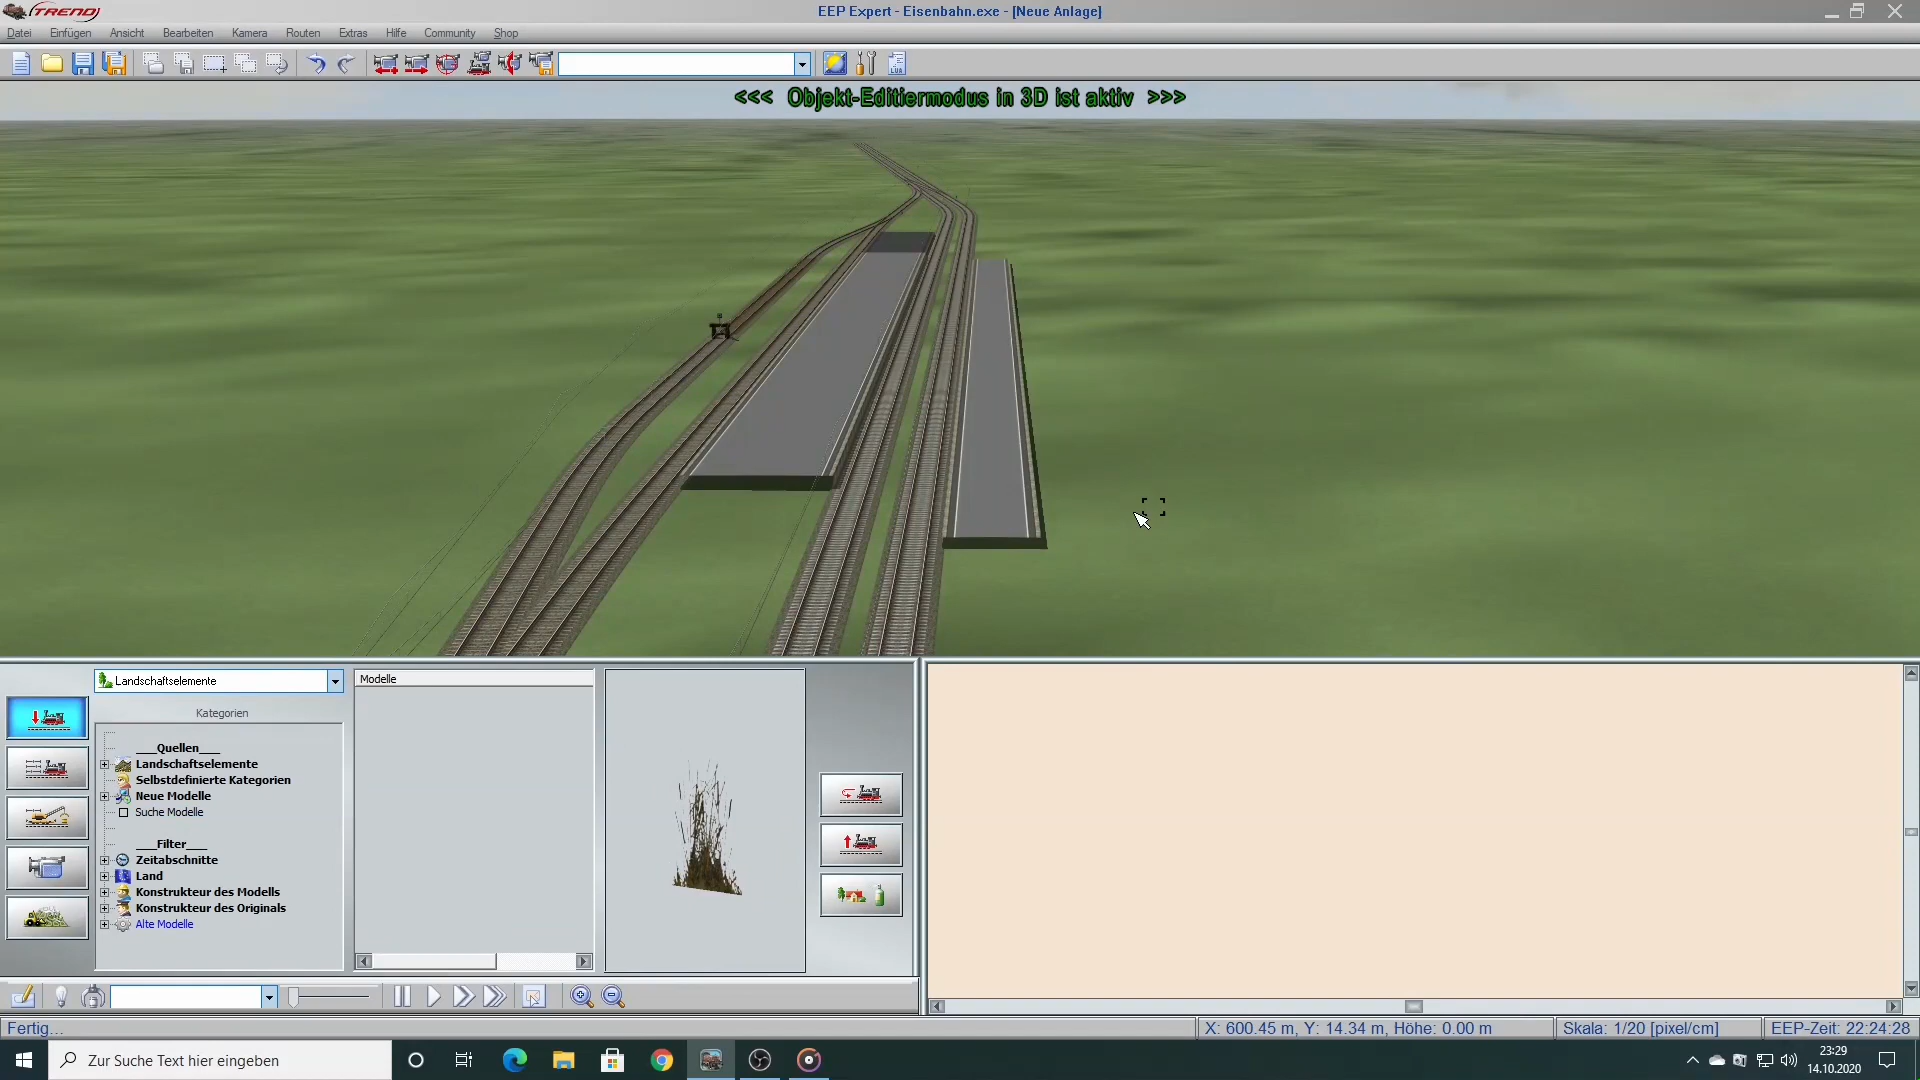 TREND
EEP Expert - Eisenbahn.exe - [Neue Anlage]
Datei Einfügen Ansicht Bearbeiten Kamera Routen Extras Hilfe Community Shop
LUA
<<< Objekt-Editiermodus in 3D ist aktiv >>>
Landschaftselemente
Kategorien
___Quellen___
Landschaftselemente
Selbstdefinierte Kategorien
Neue Modelle
Suche Modelle
___Filter___
Zeitabschnitte
Land
Konstrukteur des Modells
Konstrukteur des Originals
Alte Modelle
Modelle
Fertig...
X: 600.45 m, Y: 14.34 m, Höhe: 0.00 m
Skala: 1/20 [pixel/cm]
EEP-Zeit: 22:24:28
Zur Suche Text hier eingeben
23:29
14.10.2020